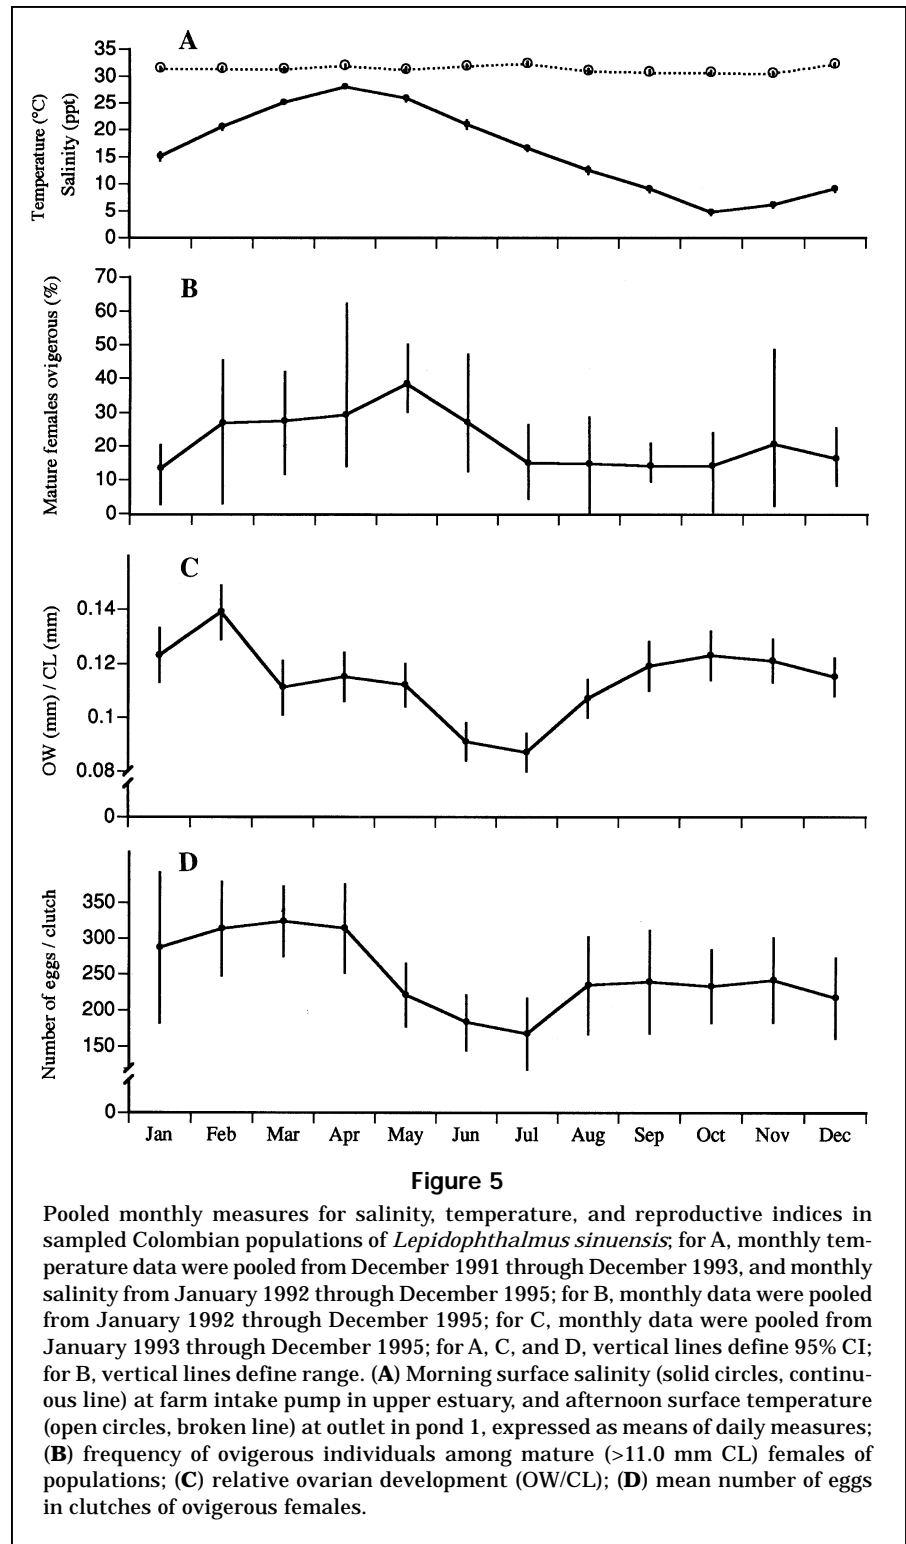 A
35
30
25
20
15
10
5
0
Temperature (°C)
Salinity (ppt)
B
70
60
50
40
30
20
10
0
Mature females ovigerous (%)
C
0.14
0.12
0.1
0.08
0
OW (mm) / CL (mm)
D
350
300
250
200
150
0
Number of eggs / clutch
Jan Feb Mar Apr May Jun Jul Aug Sep Oct Nov Dec
Figure 5
Pooled monthly measures for salinity, temperature, and reproductive indices in
sampled Colombian populations of Lepidophthalmus sinuensis; for A, monthly tem-
perature data were pooled from December 1991 through December 1993, and monthly
salinity from January 1992 through December 1995; for B, monthly data were pooled
from January 1992 through December 1995; for C, monthly data were pooled from
January 1993 through December 1995; for A, C, and D, vertical lines define 95% CI;
for B, vertical lines define range. (A) Morning surface salinity (solid circles, continu-
ous line) at farm intake pump in upper estuary, and afternoon surface temperature
(open circles, broken line) at outlet in pond 1, expressed as means of daily measures;
(B) frequency of ovigerous individuals among mature (>11.0 mm CL) females of
populations; (C) relative ovarian development (OW/CL); (D) mean number of eggs
in clutches of ovigerous females.